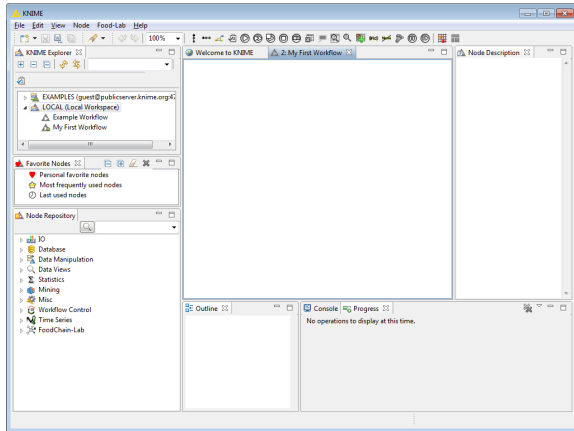 KNIME
File Edit View Node Food-Lab Help
100%
KNIME Explorer
Welcome to KNIME
2: My First Workflow
Node Description
EXAMPLES (guest@publicserver.knime.org:47
LOCAL (Local Workspace)
Example Workflow
My First Workflow
Favorite Nodes
Personal favorite nodes
Most frequently used nodes
Last used nodes
Node Repository
IO
Database
Data Manipulation
Data Views
Statistics
Mining
Misc
Workflow Control
Time Series
FoodChain-Lab
Outline
Console
Progress
No operations to display at this time.